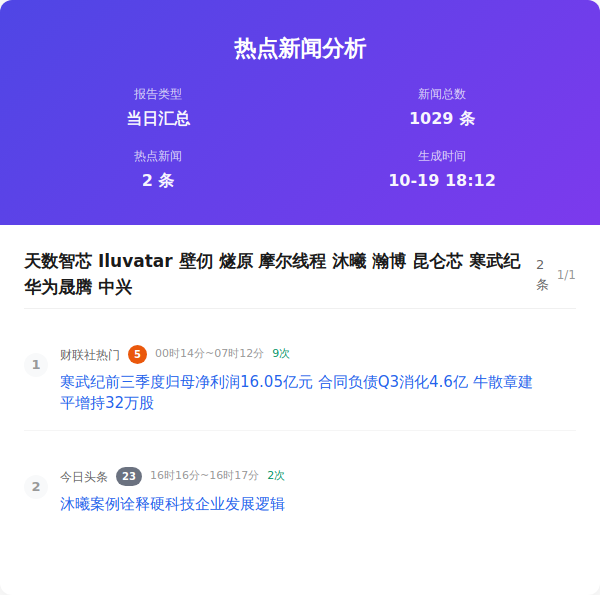 热点新闻分析
报告类型
当日汇总
新闻总数
1029 条
热点新闻
2 条
生成时间
10-19 18:12
天数智芯 Iluvatar 壁仞 燧原 摩尔线程 沐曦 瀚博 昆仑芯 寒武纪
华为晟腾 中兴
2
条
1/1
1
财联社热门 5 00时14分~07时12分 9次
寒武纪前三季度归母净利润16.05亿元 合同负债Q3消化4.6亿 牛散章建
平增持32万股
2
今日头条 23 16时16分~16时17分 2次
沐曦案例诠释硬科技企业发展逻辑